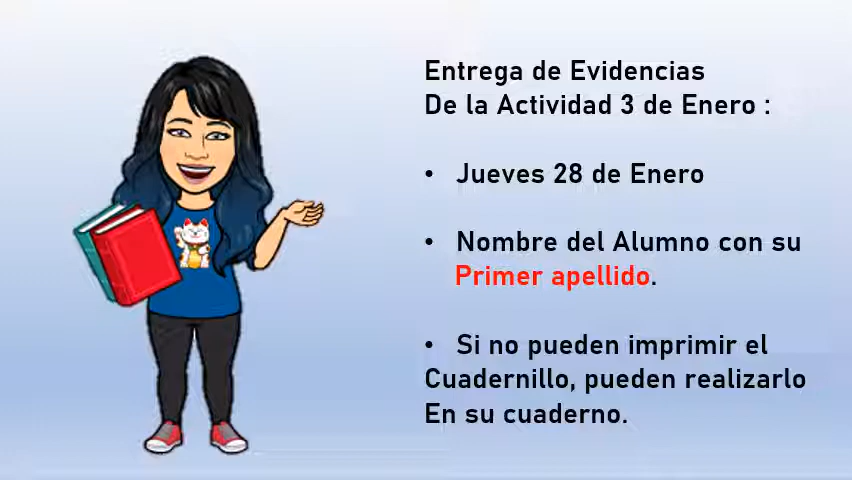 Entrega de Evidencias
De la Actividad 3 de Enero :
• Jueves 28 de Enero
• Nombre del Alumno con su
Primer apellido.
• Si no pueden imprimir el
Cuadernillo, pueden realizarlo
En su cuaderno.